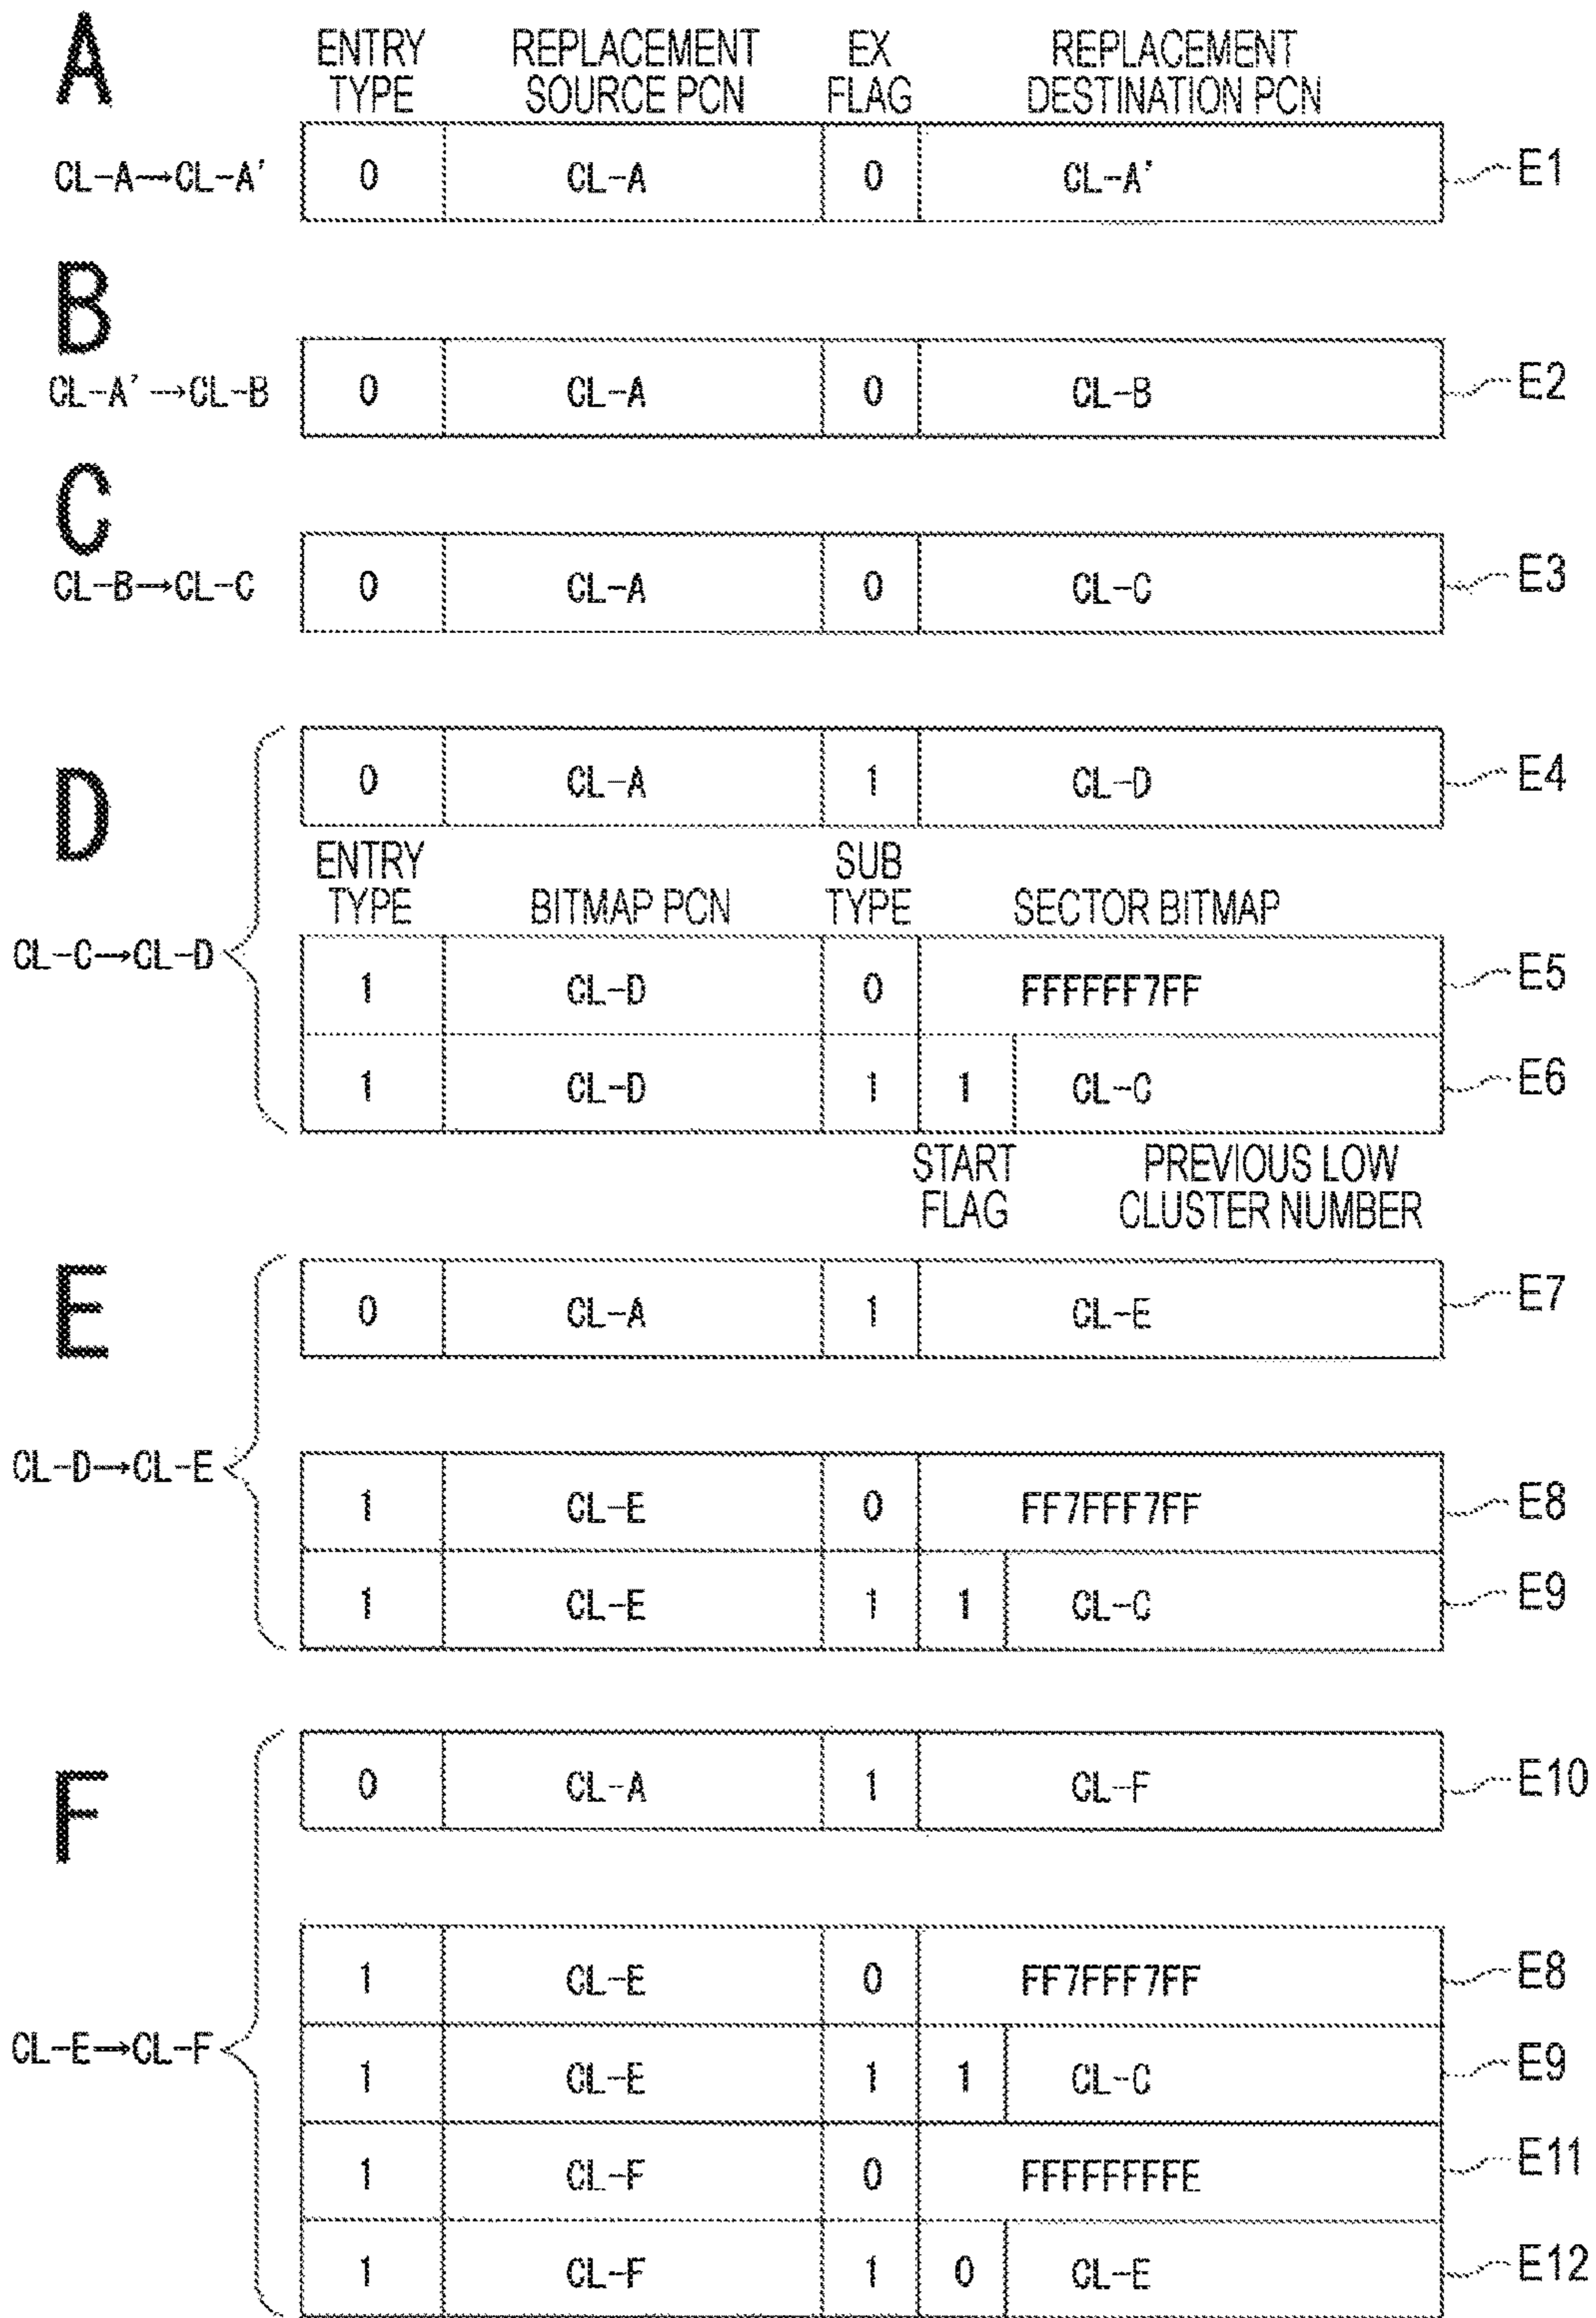 A
ENTRY TYPE REPLACEMENT SOURCE PCN EX FLAG REPLACEMENT DESTINATION PCN
CL-A→CL-A' 0 CL-A 0 CL-A' E1
B
CL-A'→CL-B 0 CL-A 0 CL-B E2
C
CL-B→CL-C 0 CL-A 0 CL-C E3
D
0 CL-A 1 CL-D E4
ENTRY TYPE BITMAP PCN SUB TYPE SECTOR BITMAP
CL-C→CL-D
1 CL-D 0 FFFFFF7FF E5
1 CL-D 1 1 CL-C E6
START FLAG PREVIOUS LOW CLUSTER NUMBER
E
0 CL-A 1 CL-E E7
CL-D→CL-E
1 CL-E 0 FF7FFF7FF E8
1 CL-E 1 1 CL-C E9
F
0 CL-A 1 CL-F E10
CL-E→CL-F
1 CL-E 0 FF7FFF7FF E8
1 CL-E 1 1 CL-C E9
1 CL-F 0 FFFFFFFFE E11
1 CL-F 1 0 CL-E E12